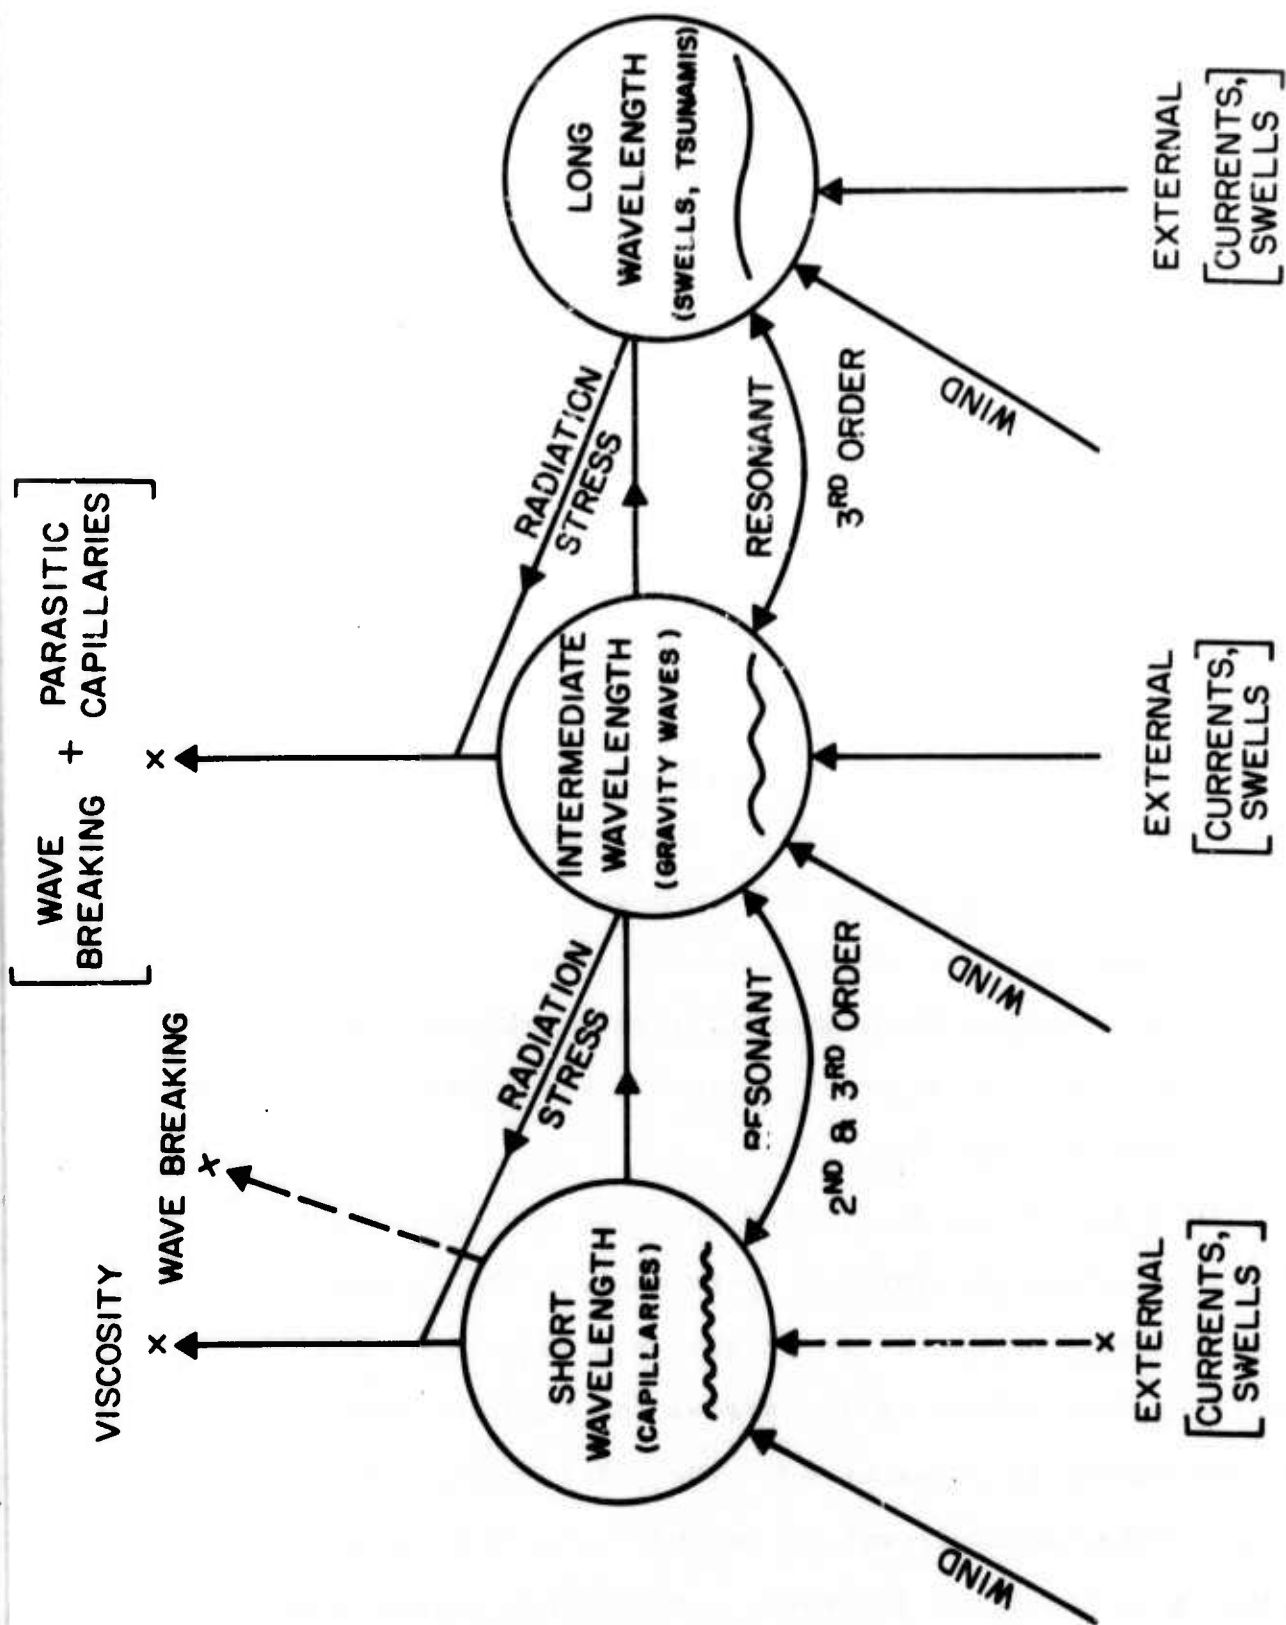 VISCOSITY
WAVE BREAKING
WAVE
BREAKING
+
PARASITIC
CAPILLARIES
RADIATION
STRESS
RADIATION
STRESS
SHORT
WAVELENGTH
(CAPILLARIES)
INTERMEDIATE
WAVELENGTH
(GRAVITY WAVES)
LONG
WAVELENGTH
(SWELLS, TSUNAMIS)
RESONANT
2ND & 3RD ORDER
RESONANT
3RD ORDER
WIND
WIND
WIND
EXTERNAL
[CURRENTS,
SWELLS]
EXTERNAL
[CURRENTS,
SWELLS]
EXTERNAL
[CURRENTS,
SWELLS]